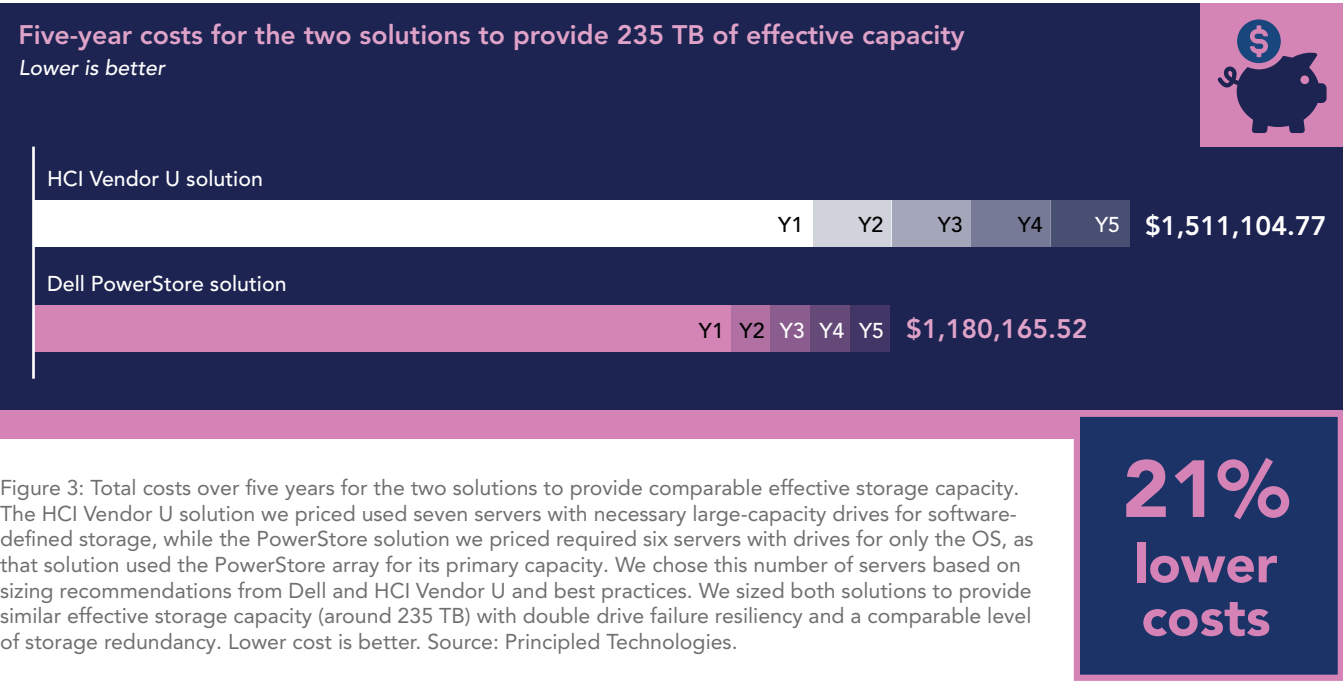 Five-year costs for the two solutions to provide 235 TB of effective capacity
Lower is better
$
HCI Vendor U solution
Y1 Y2 Y3 Y4 Y5 $1,511,104.77
Dell PowerStore solution
Y1 Y2 Y3 Y4 Y5 $1,180,165.52
21%
lower
costs
Figure 3: Total costs over five years for the two solutions to provide comparable effective storage capacity.
The HCI Vendor U solution we priced used seven servers with necessary large-capacity drives for software-
defined storage, while the PowerStore solution we priced required six servers with drives for only the OS, as
that solution used the PowerStore array for its primary capacity. We chose this number of servers based on
sizing recommendations from Dell and HCI Vendor U and best practices. We sized both solutions to provide
similar effective storage capacity (around 235 TB) with double drive failure resiliency and a comparable level
of storage redundancy. Lower cost is better. Source: Principled Technologies.